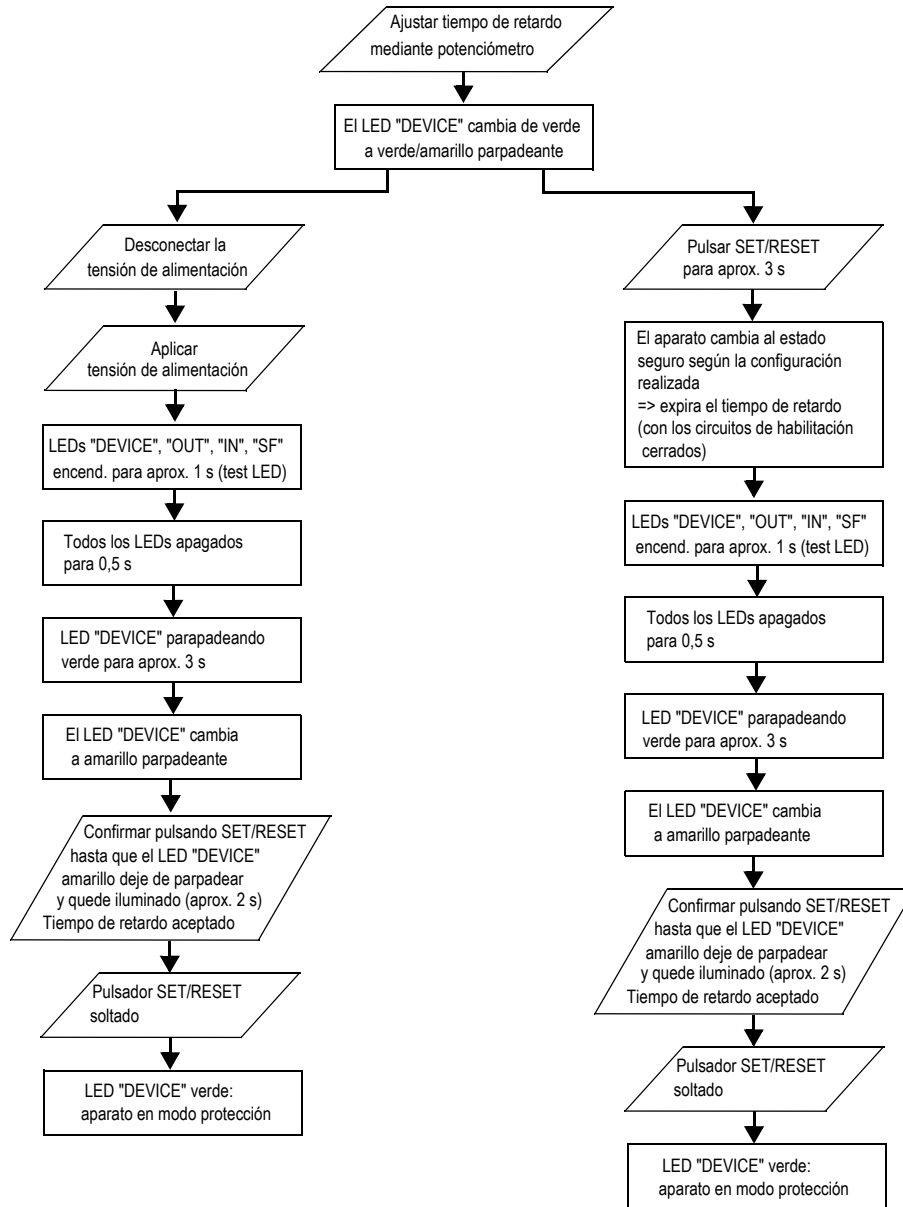 Ajustar tiempo de retardo
mediante potenciómetro
El LED "DEVICE" cambia de verde
a verde/amarillo parpadeante
Desconectar la
tensión de alimentación
Aplicar
tensión de alimentación
LEDs "DEVICE", "OUT", "IN", "SF"
encend. para aprox. 1 s (test LED)
Todos los LEDs apagados
para 0,5 s
LED "DEVICE" parapadeando
verde para aprox. 3 s
El LED "DEVICE" cambia
a amarillo parpadeante
Confirmar pulsando SET/RESET
hasta que el LED "DEVICE"
amarillo deje de parpadear
y quede iluminado (aprox. 2 s)
Tiempo de retardo aceptado
Pulsador SET/RESET
soltado
LED "DEVICE" verde:
aparato en modo protección
Pulsar SET/RESET
para aprox. 3 s
El aparato cambia al estado
seguro según la configuración
realizada
=> expira el tiempo de retardo
(con los circuitos de habilitación
cerrados)
LEDs "DEVICE", "OUT", "IN", "SF"
encend. para aprox. 1 s (test LED)
Todos los LEDs apagados
para 0,5 s
LED "DEVICE" parapadeando
verde para aprox. 3 s
El LED "DEVICE" cambia
a amarillo parpadeante
Confirmar pulsando SET/RESET
hasta que el LED "DEVICE"
amarillo deje de parpadear
y quede iluminado (aprox. 2 s)
Tiempo de retardo aceptado
Pulsador SET/RESET
soltado
LED "DEVICE" verde:
aparato en modo protección